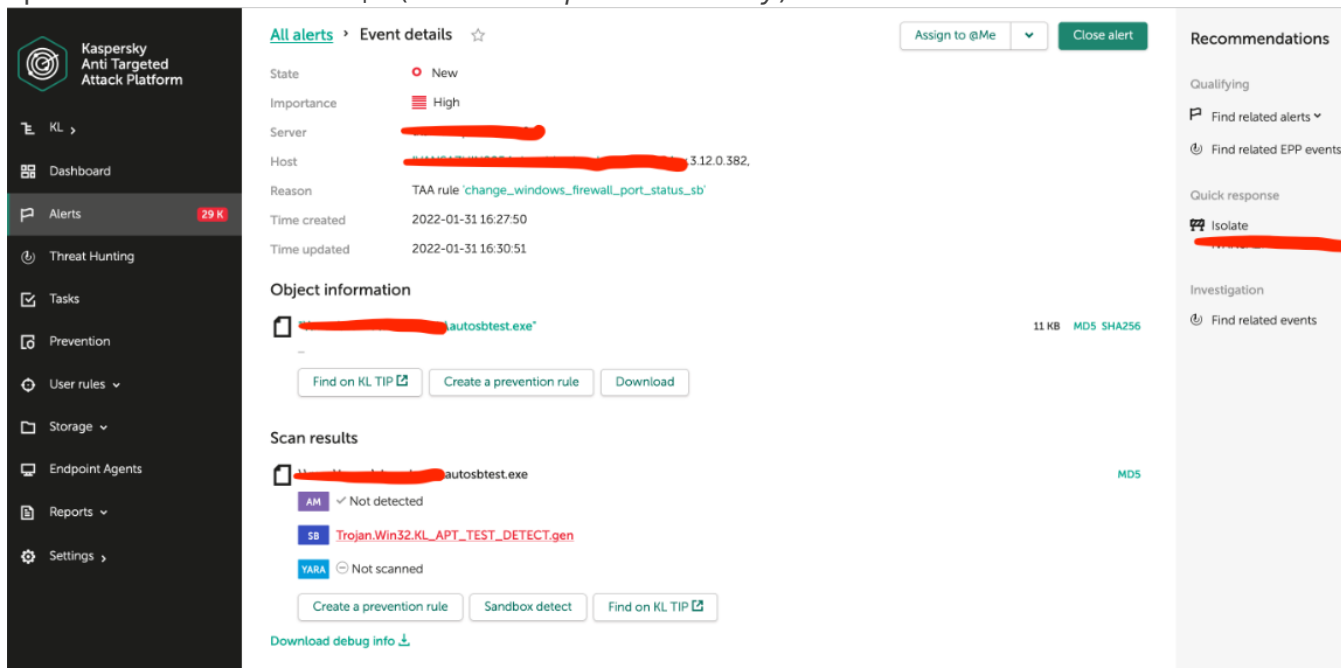 Kaspersky
Anti Targeted
Attack Platform
KL
Dashboard
Alerts 29 K
Threat Hunting
Tasks
Prevention
User rules
Storage
Endpoint Agents
Reports
Settings
All alerts › Event details
Assign to @Me
Close alert
State New
Importance High
Server
Host 3.12.0.382,
Reason TAA rule 'change_windows_firewall_port_status_sb'
Time created 2022-01-31 16:27:50
Time updated 2022-01-31 16:30:51
Object information
autosbtest.exe" 11 KB MD5 SHA256
–
Find on KL TIP Create a prevention rule Download
Scan results
autosbtest.exe MD5
AM Not detected
SB Trojan.Win32.KL_APT_TEST_DETECT.gen
YARA Not scanned
Create a prevention rule Sandbox detect Find on KL TIP
Download debug info
Recommendations
Qualifying
Find related alerts
Find related EPP events
Quick response
Isolate
Investigation
Find related events